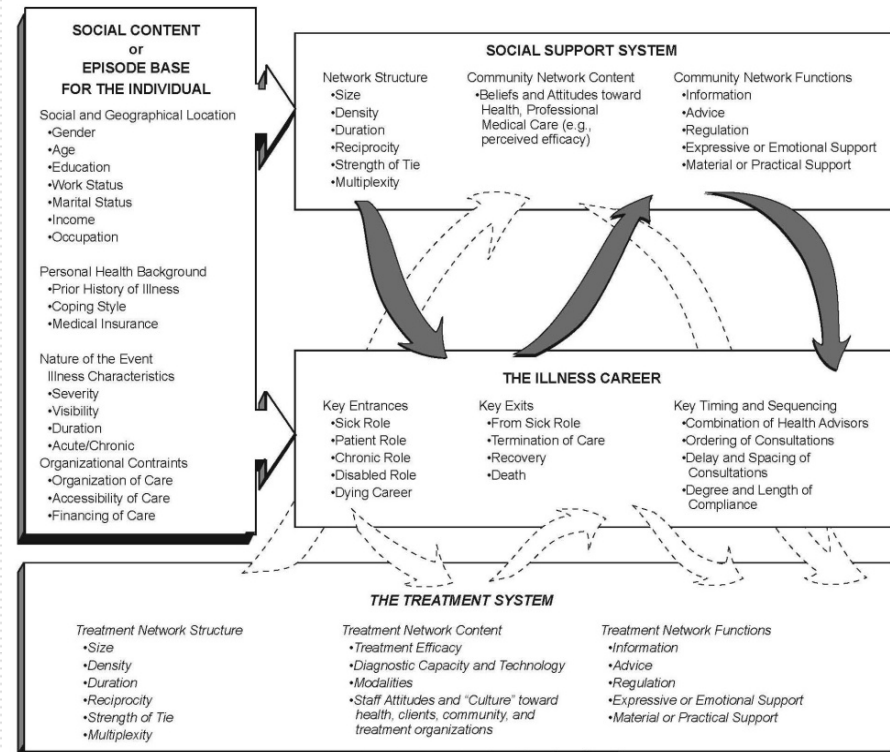 SOCIAL CONTENT
or
EPISODE BASE
FOR THE INDIVIDUAL
Social and Geographical Location
•Gender
•Age
•Education
•Work Status
•Marital Status
•Income
•Occupation
Personal Health Background
•Prior History of Illness
•Coping Style
•Medical Insurance
Nature of the Event
Illness Characteristics
•Severity
•Visibility
•Duration
•Acute/Chronic
Organizational Contraints
•Organization of Care
•Accessibility of Care
•Financing of Care
SOCIAL SUPPORT SYSTEM
Network Structure
•Size
•Density
•Duration
•Reciprocity
•Strength of Tie
•Multiplexity
Community Network Content
•Beliefs and Attitudes toward
Health, Professional
Medical Care (e.g.,
perceived efficacy)
Community Network Functions
•Information
•Advice
•Regulation
•Expressive or Emotional Support
•Material or Practical Support
THE ILLNESS CAREER
Key Entrances
•Sick Role
•Patient Role
•Chronic Role
•Disabled Role
•Dying Career
Key Exits
•From Sick Role
•Termination of Care
•Recovery
•Death
Key Timing and Sequencing
•Combination of Health Advisors
•Ordering of Consultations
•Delay and Spacing of
Consultations
•Degree and Length of
Compliance
THE TREATMENT SYSTEM
Treatment Network Structure
•Size
•Density
•Duration
•Reciprocity
•Strength of Tie
•Multiplexity
Treatment Network Content
•Treatment Efficacy
•Diagnostic Capacity and Technology
•Modalities
•Staff Attitudes and "Culture" toward
health, clients, community, and
treatment organizations
Treatment Network Functions
•Information
•Advice
•Regulation
•Expressive or Emotional Support
•Material or Practical Support